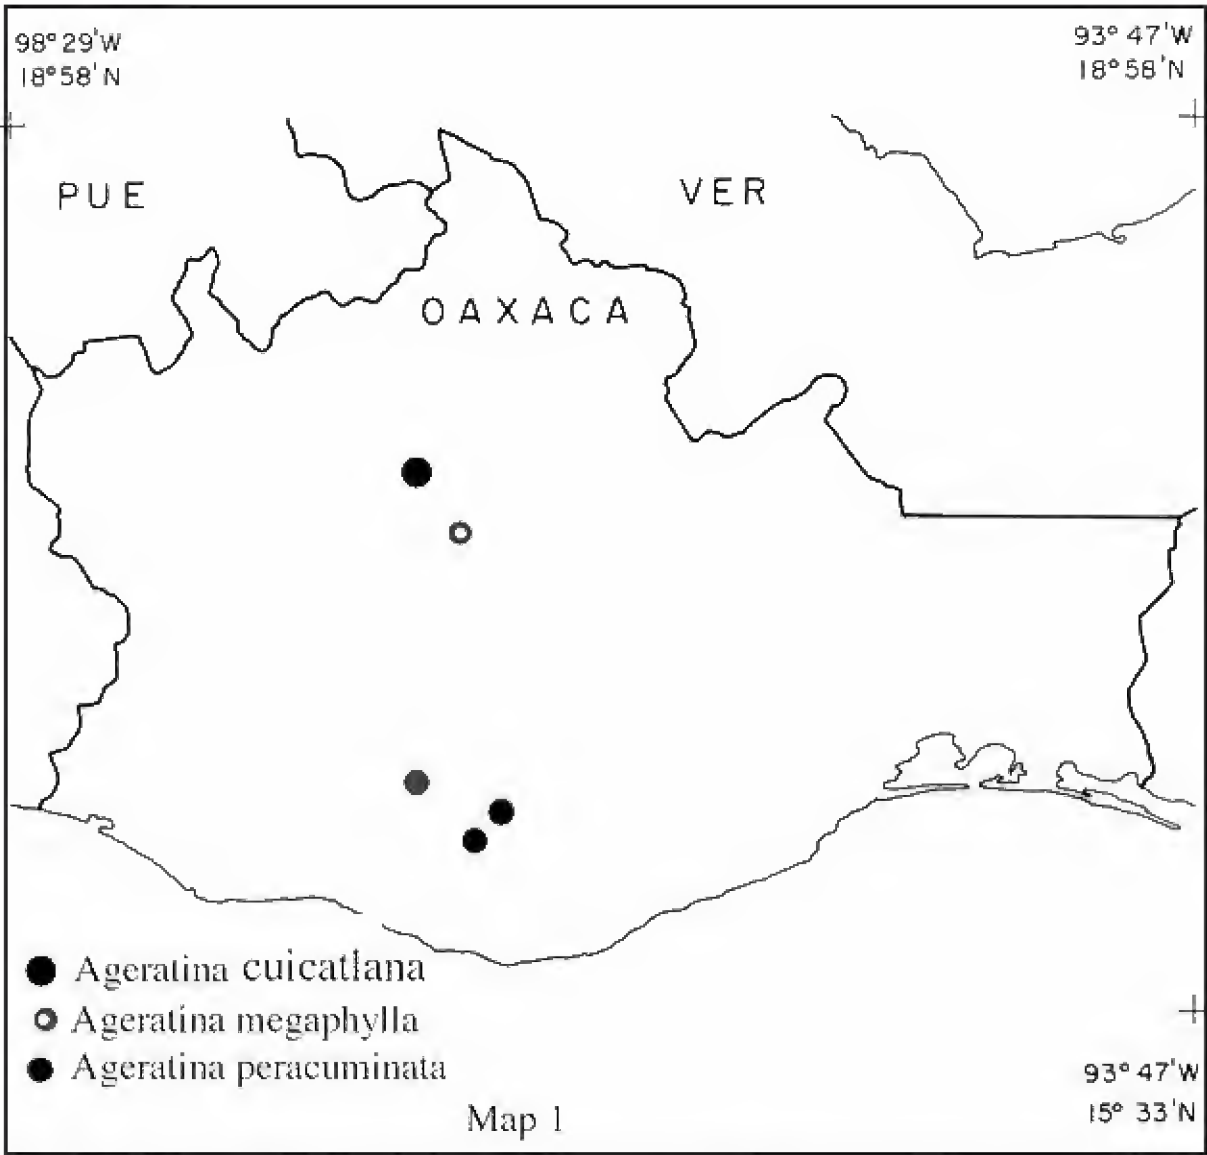 98° 29'W
18° 58'N
93° 47'W
18° 58'N
PUE
VER
OAXACA
Ageratina cuicatlana
Ageratina megaphylla
Ageratina peracuminata
93° 47'W
15° 33'N
Map 1